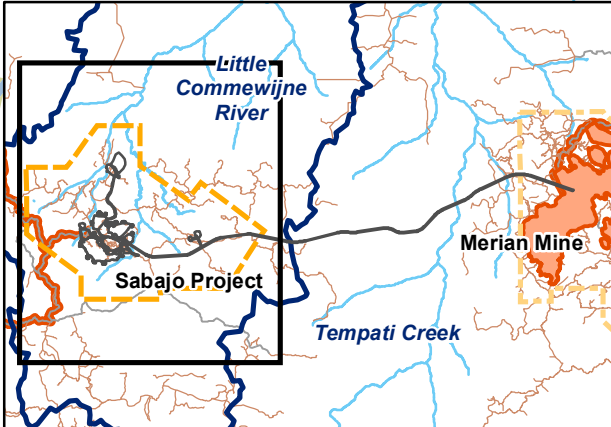 Little
Commewijne
River
Merian Mine
Sabajo Project
Tempati Creek